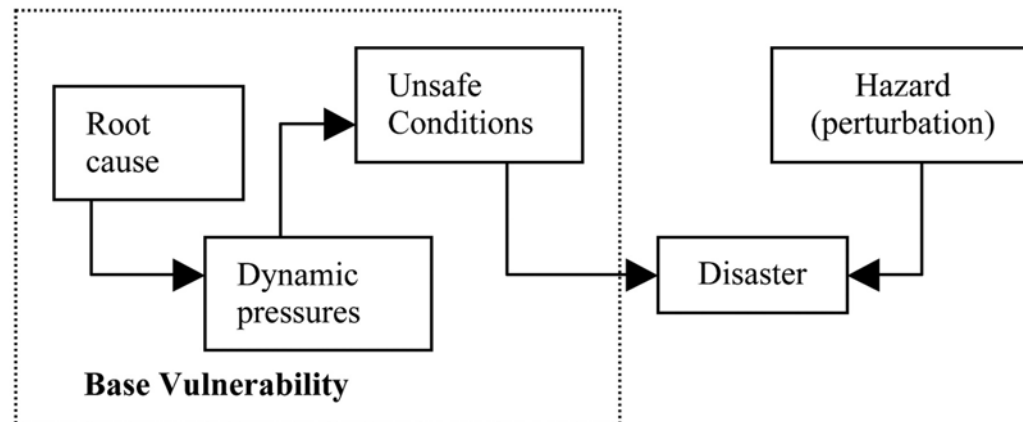 Root
cause
Dynamic
pressures
Unsafe
Conditions
Hazard
(perturbation)
Disaster
Base Vulnerability